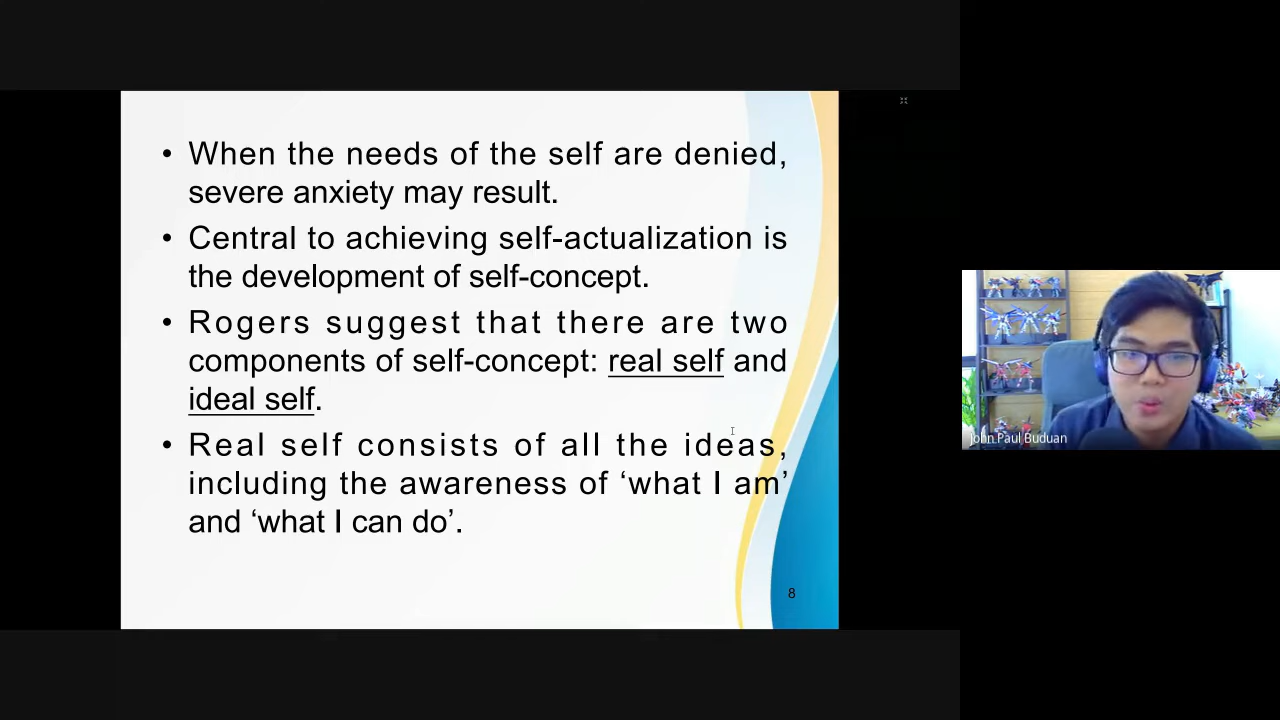 • When the needs of the self are denied,
severe anxiety may result.
• Central to achieving self-actualization is
the development of self-concept.
• Rogers suggest that there are two
components of self-concept: real self and
ideal self.
• Real self consists of all the ideas,
including the awareness of ‘what I am’
and ‘what I can do’.
8
John Paul Buduan